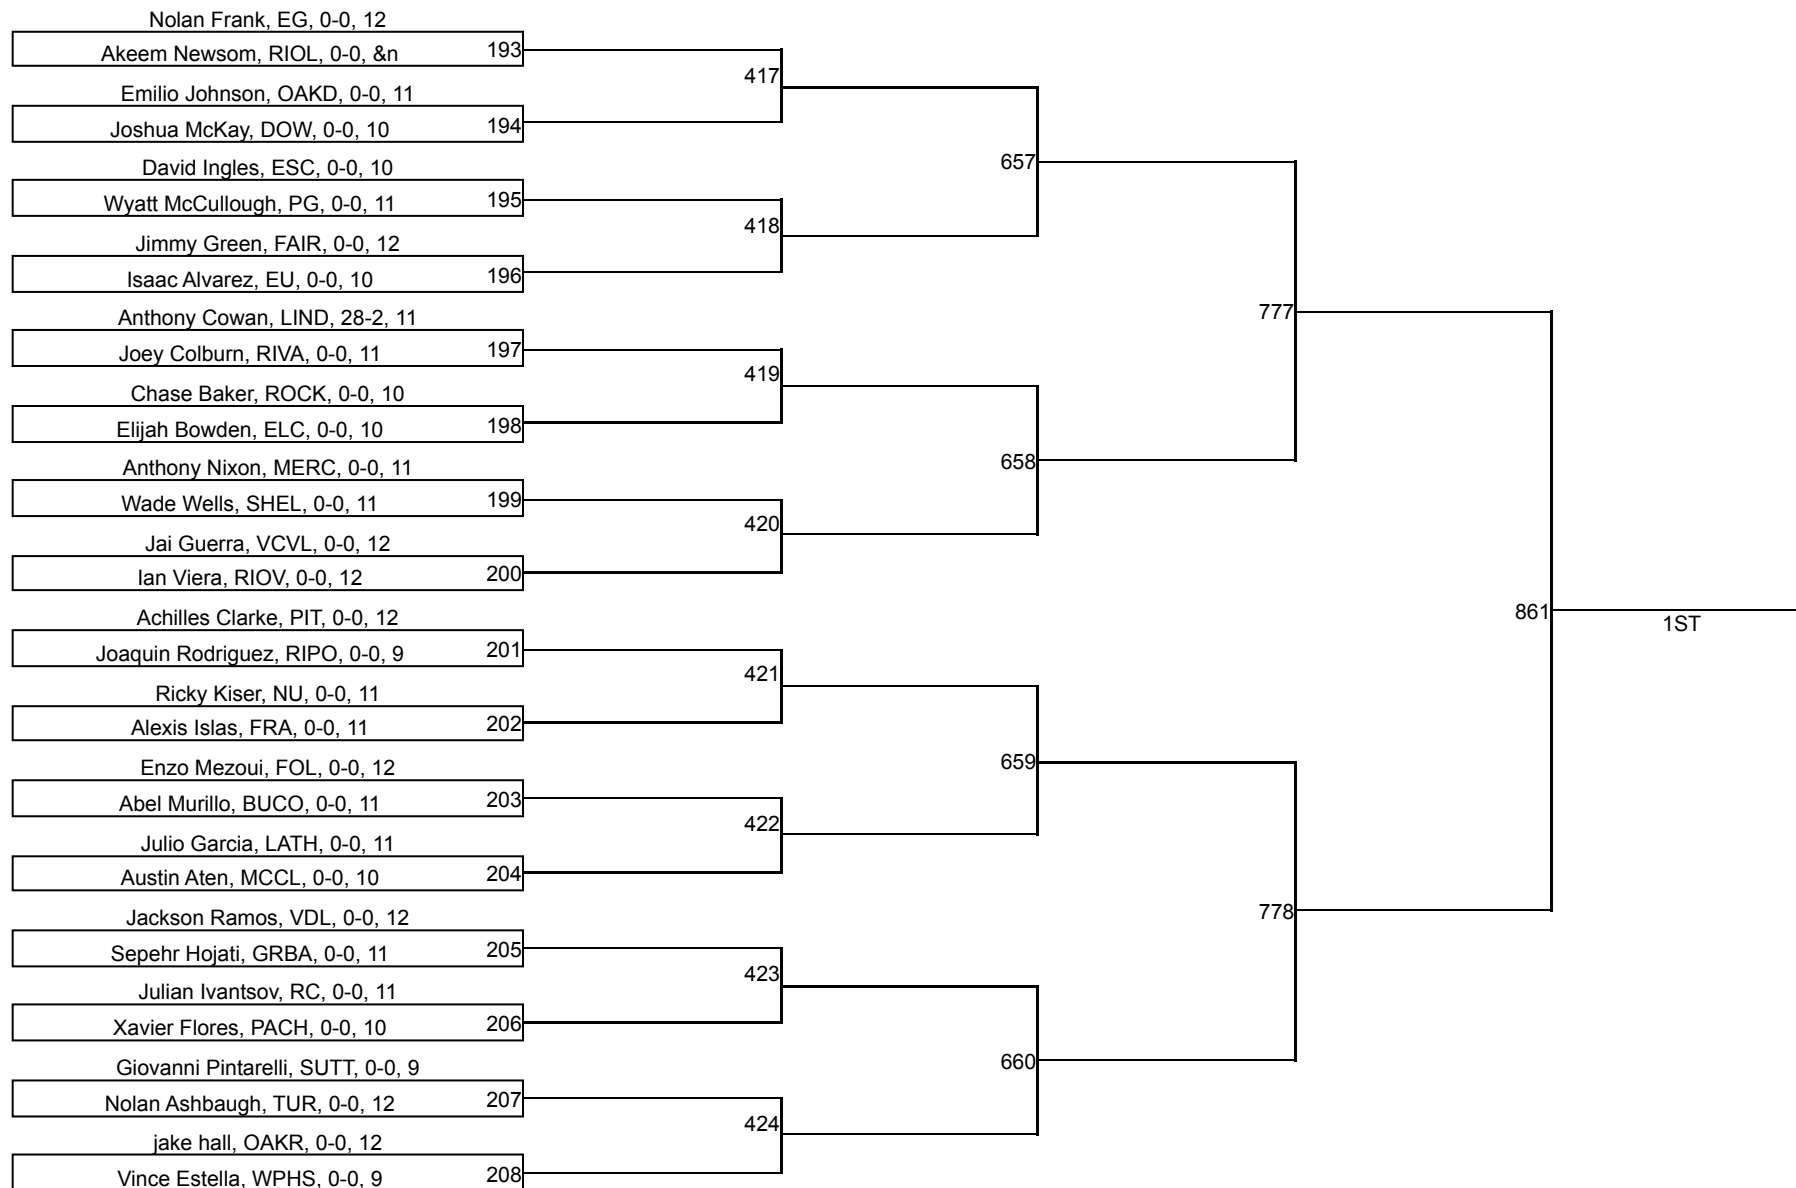 Nolan Frank, EG, 0-0, 12
Akeem Newsom, RIOL, 0-0, &n 193
417
Emilio Johnson, OAKD, 0-0, 11
Joshua McKay, DOW, 0-0, 10 194
657
David Ingles, ESC, 0-0, 10
Wyatt McCullough, PG, 0-0, 11 195
418
Jimmy Green, FAIR, 0-0, 12
Isaac Alvarez, EU, 0-0, 10 196
777
Anthony Cowan, LIND, 28-2, 11
Joey Colburn, RIVA, 0-0, 11 197
419
Chase Baker, ROCK, 0-0, 10
Elijah Bowden, ELC, 0-0, 10 198
658
Anthony Nixon, MERC, 0-0, 11
Wade Wells, SHEL, 0-0, 11 199
420
Jai Guerra, VCVL, 0-0, 12
Ian Viera, RIOV, 0-0, 12 200
861
1ST
Achilles Clarke, PIT, 0-0, 12
Joaquin Rodriguez, RIPO, 0-0, 9 201
421
Ricky Kiser, NU, 0-0, 11
Alexis Islas, FRA, 0-0, 11 202
659
Enzo Mezoui, FOL, 0-0, 12
Abel Murillo, BUCO, 0-0, 11 203
422
Julio Garcia, LATH, 0-0, 11
Austin Aten, MCCL, 0-0, 10 204
778
Jackson Ramos, VDL, 0-0, 12
Sepehr Hojati, GRBA, 0-0, 11 205
423
Julian Ivantsov, RC, 0-0, 11
Xavier Flores, PACH, 0-0, 10 206
660
Giovanni Pintarelli, SUTT, 0-0, 9
Nolan Ashbaugh, TUR, 0-0, 12 207
424
jake hall, OAKR, 0-0, 12
Vince Estella, WPHS, 0-0, 9 208